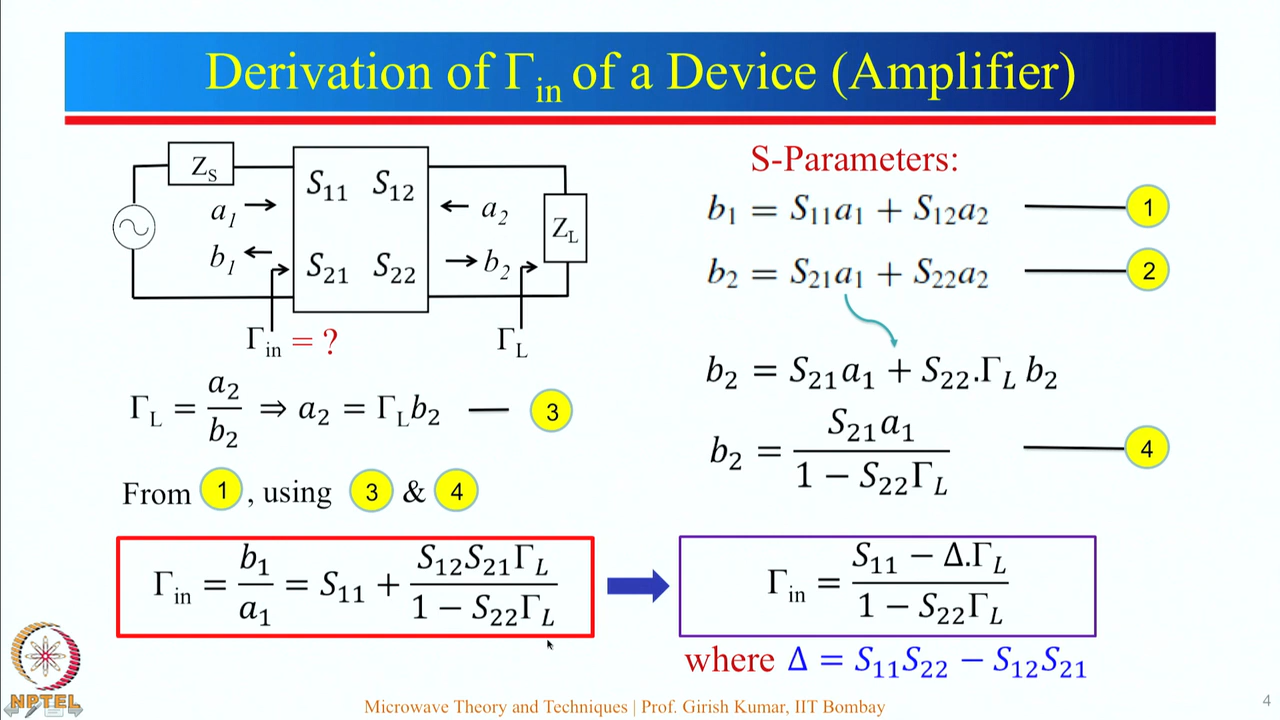 Derivation of Γin of a Device (Amplifier)
ZS
S11 S12
a1
a2
ZL
b1
S21 S22
b2
Γin = ?
ΓL
ΓL = a2/b2 ⇒ a2 = ΓLb2 — 3
From 1 , using 3 & 4
Γin = b1/a1 = S11 + S12S21ΓL/1 − S22ΓL
S-Parameters:
b1 = S11a1 + S12a2 — 1
b2 = S21a1 + S22a2 — 2
b2 = S21a1 + S22.ΓL b2
b2 = S21a1/1 − S22ΓL — 4
Γin = S11 − Δ.ΓL/1 − S22ΓL
where Δ = S11S22 − S12S21
NPTEL
Microwave Theory and Techniques | Prof. Girish Kumar, IIT Bombay
4